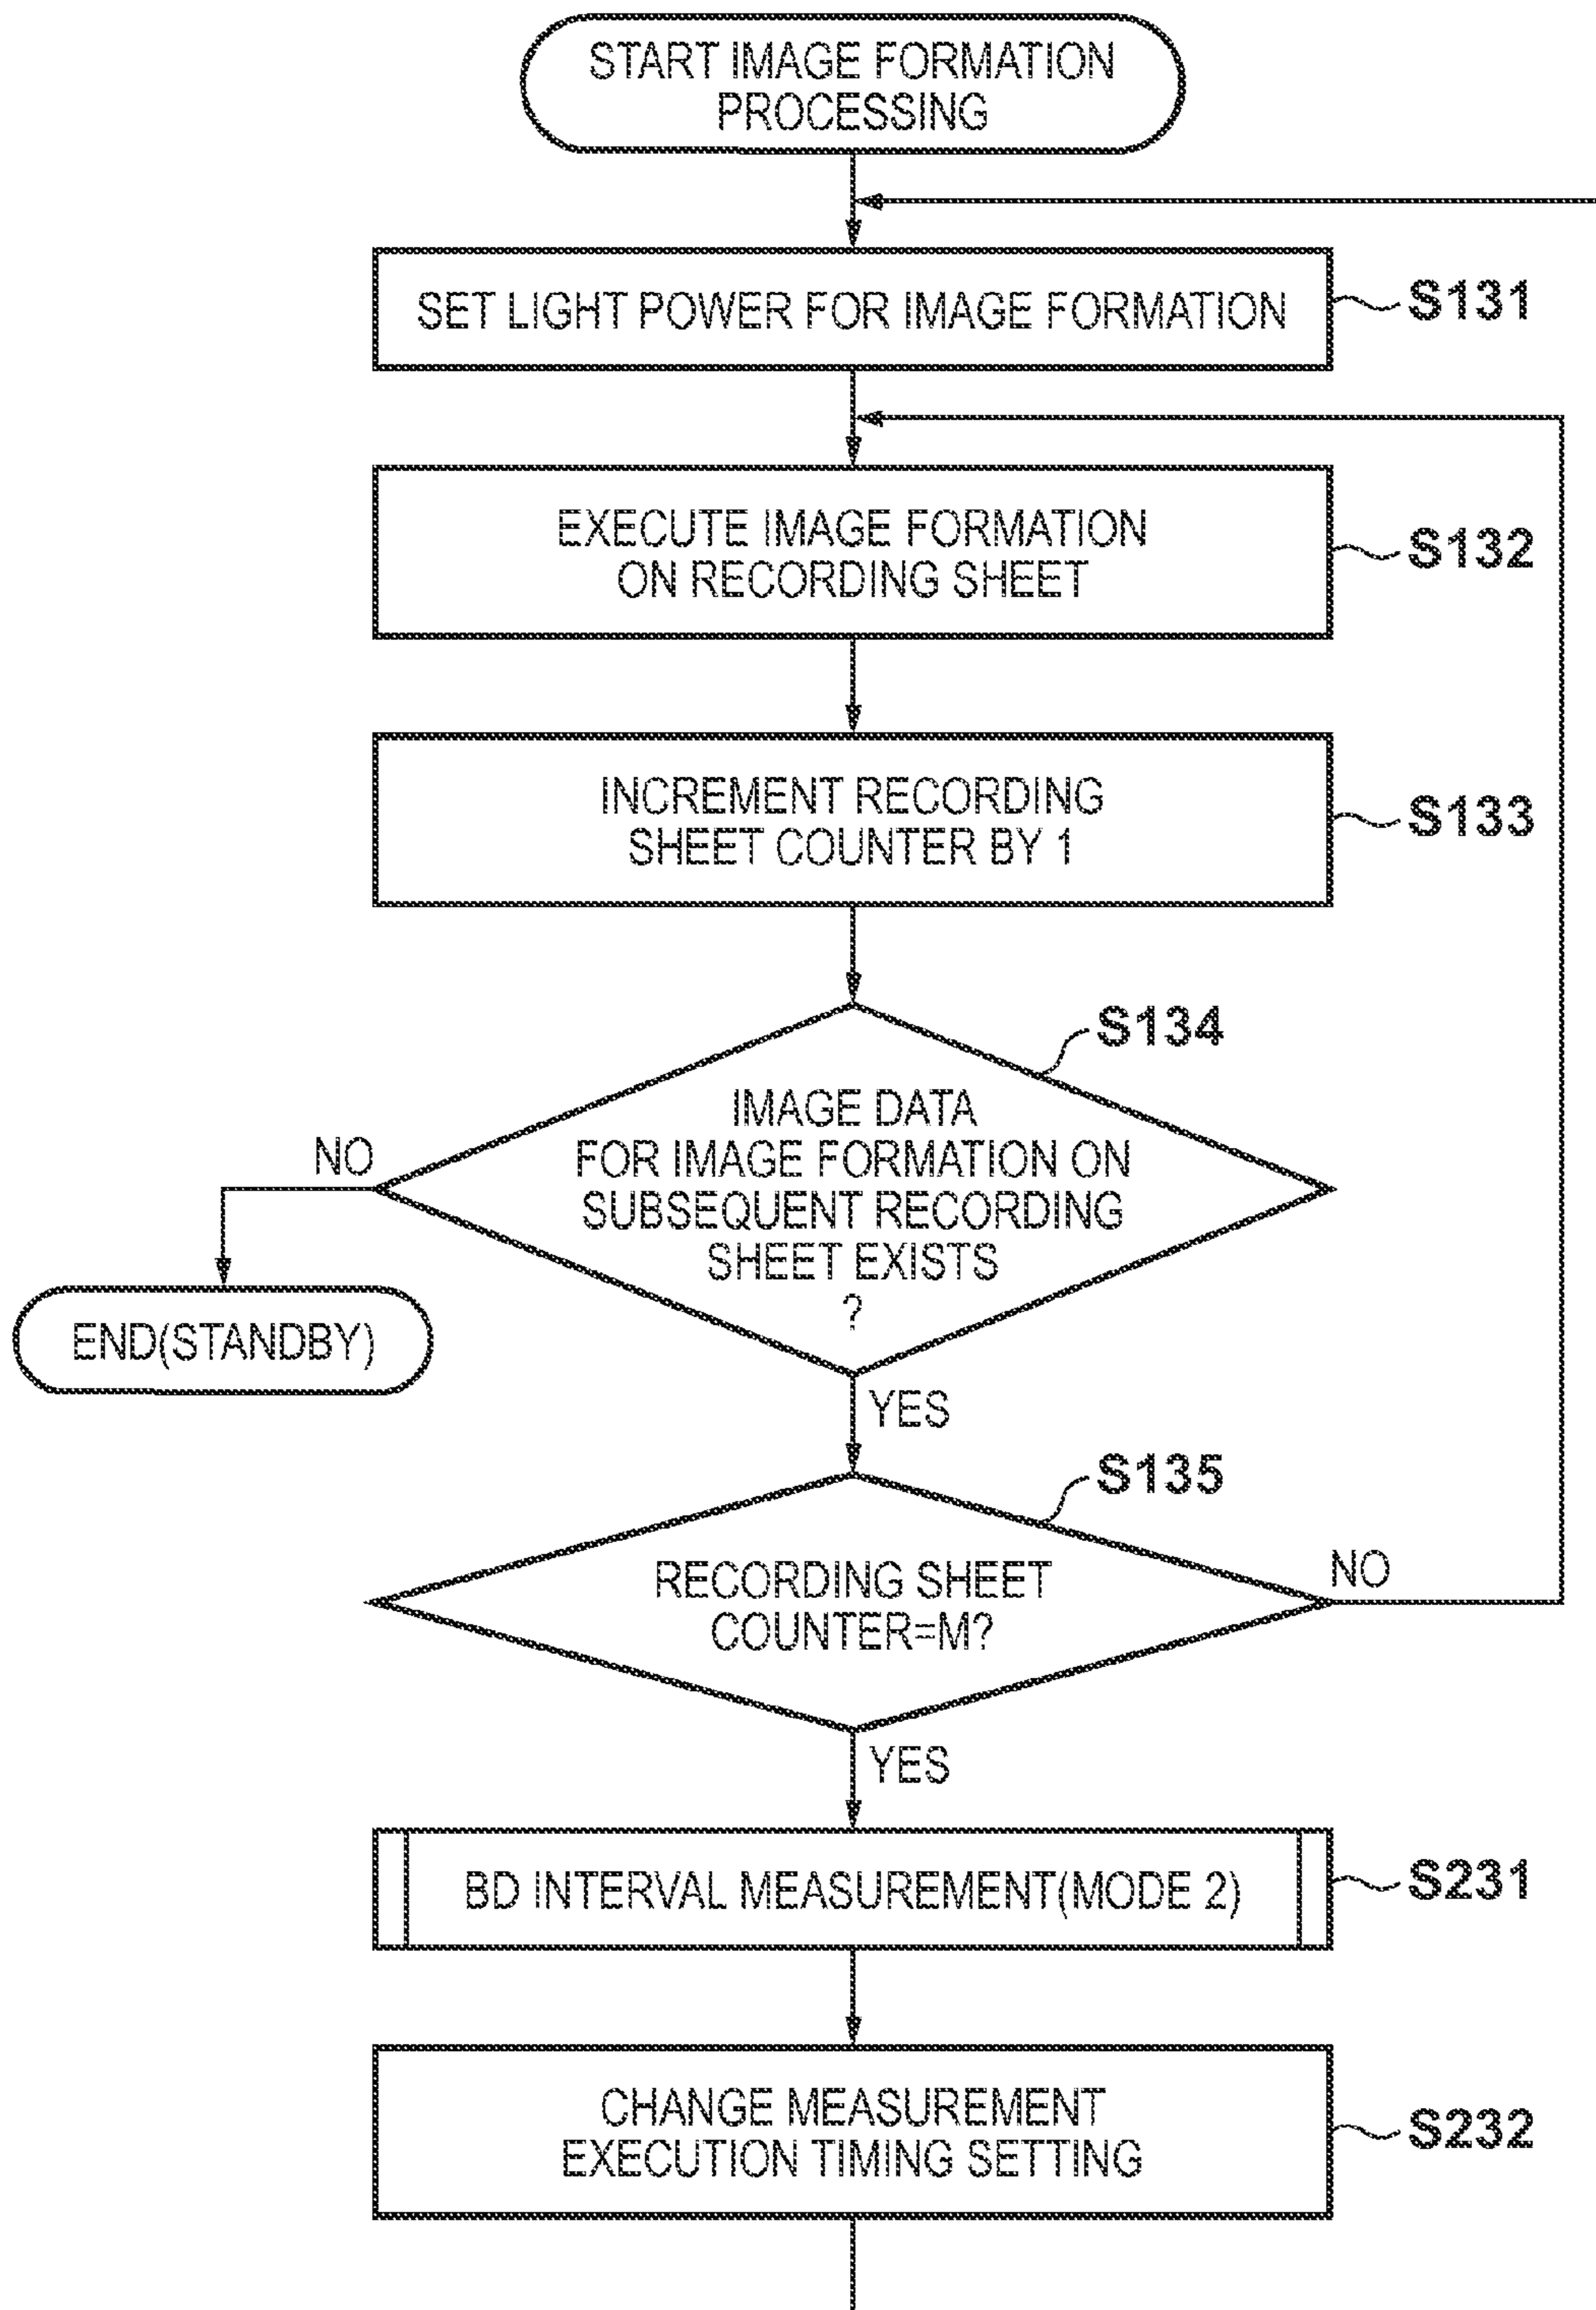 START IMAGE FORMATION
PROCESSING
SET LIGHT POWER FOR IMAGE FORMATION
S131
EXECUTE IMAGE FORMATION
ON RECORDING SHEET
S132
INCREMENT RECORDING
SHEET COUNTER BY 1
S133
S134
IMAGE DATA
FOR IMAGE FORMATION ON
SUBSEQUENT RECORDING
SHEET EXISTS
?
NO
END(STANDBY)
YES
S135
RECORDING SHEET
COUNTER=M?
NO
YES
BD INTERVAL MEASUREMENT(MODE 2)
S231
CHANGE MEASUREMENT
EXECUTION TIMING SETTING
S232